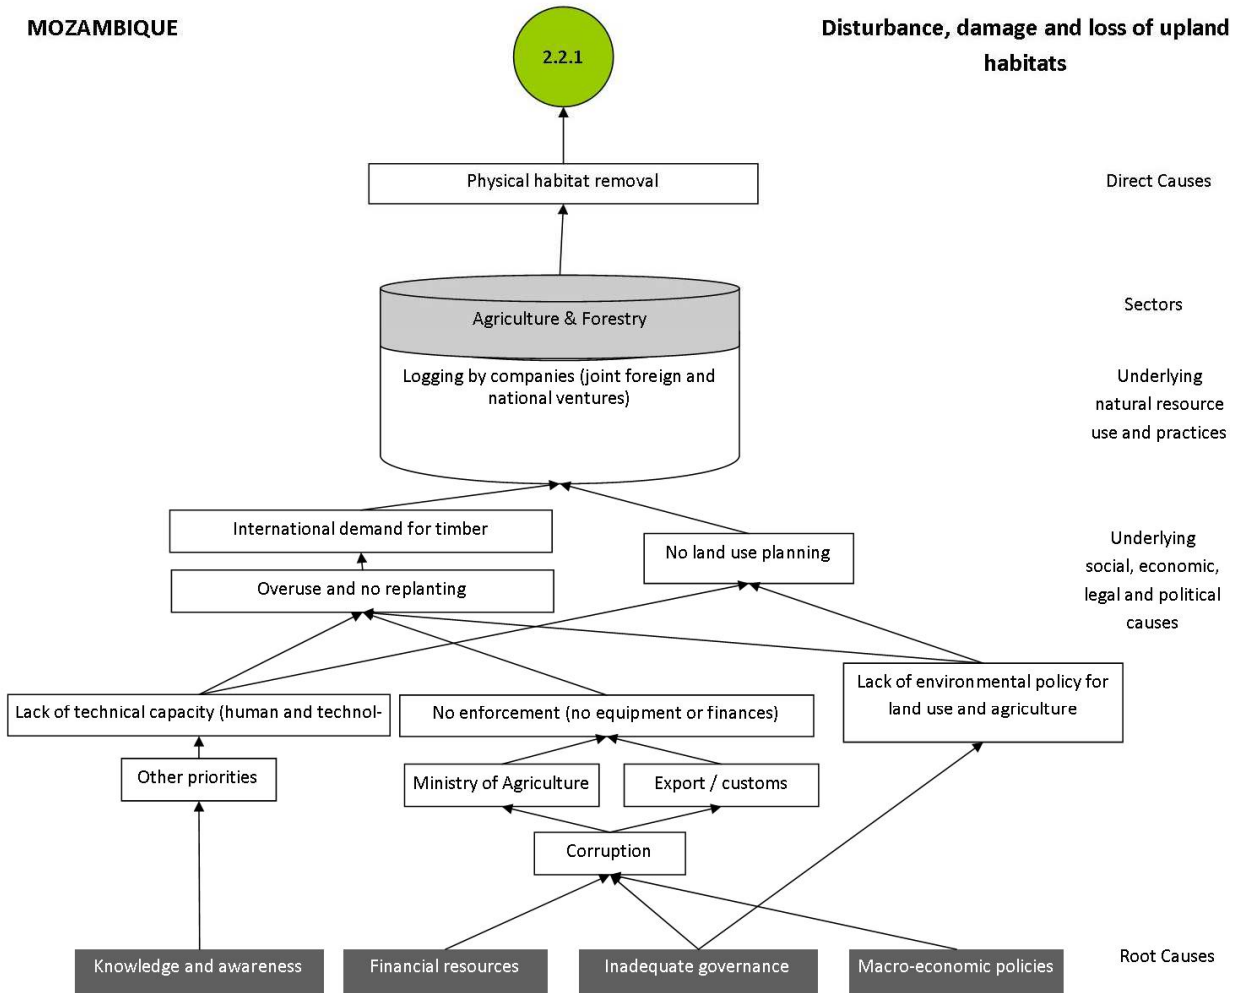 MOZAMBIQUE
Disturbance, damage and loss of upland
habitats
2.2.1
Physical habitat removal
Direct Causes
Agriculture & Forestry
Sectors
Logging by companies (joint foreign and
national ventures)
Underlying
natural resource
use and practices
International demand for timber
No land use planning
Overuse and no replanting
Underlying
social, economic,
legal and political
causes
Lack of technical capacity (human and technol-
No enforcement (no equipment or finances)
Lack of environmental policy for
land use and agriculture
Other priorities
Ministry of Agriculture
Export / customs
Corruption
Knowledge and awareness
Financial resources
Inadequate governance
Macro-economic policies
Root Causes